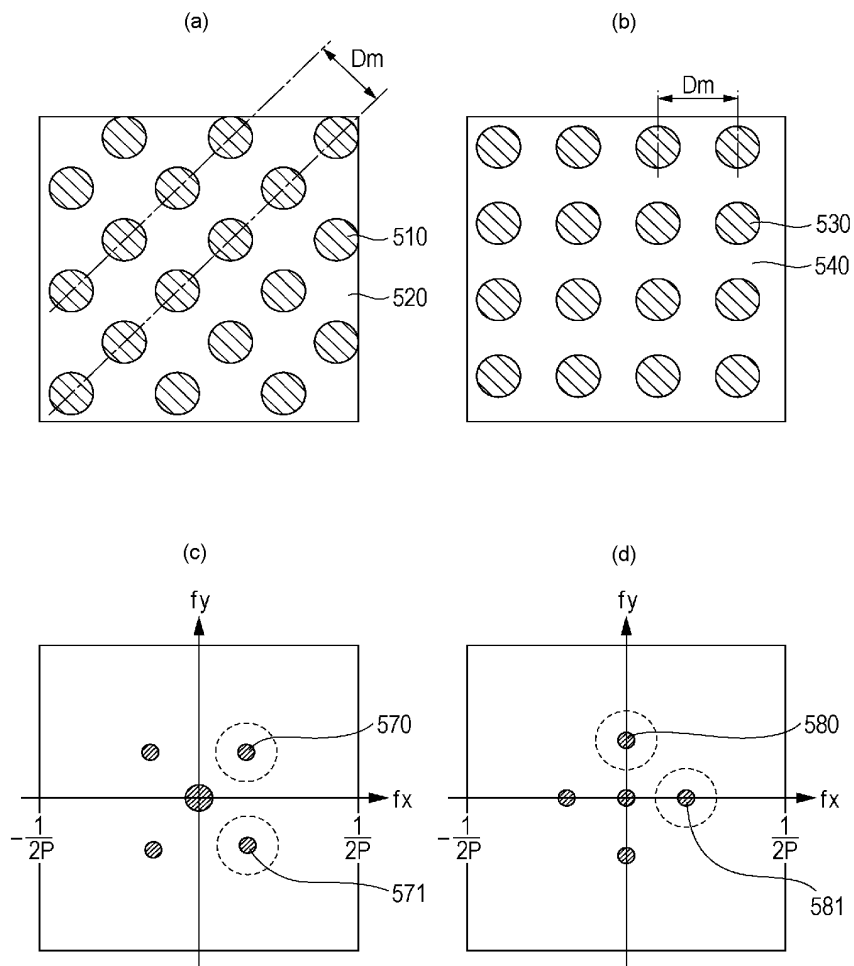 (a)
(b)
Dm
Dm
510
520
530
540
(c)
(d)
fy
fy
570
580
fx
fx
-1/2P
1/2P
-1/2P
1/2P
571
581